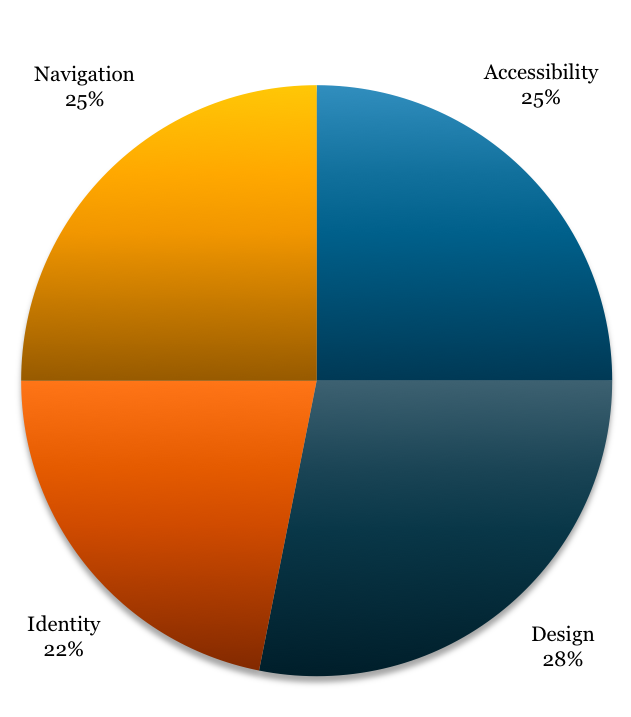 Navigation
25%
Accessibility
25%
Identity
22%
Design
28%